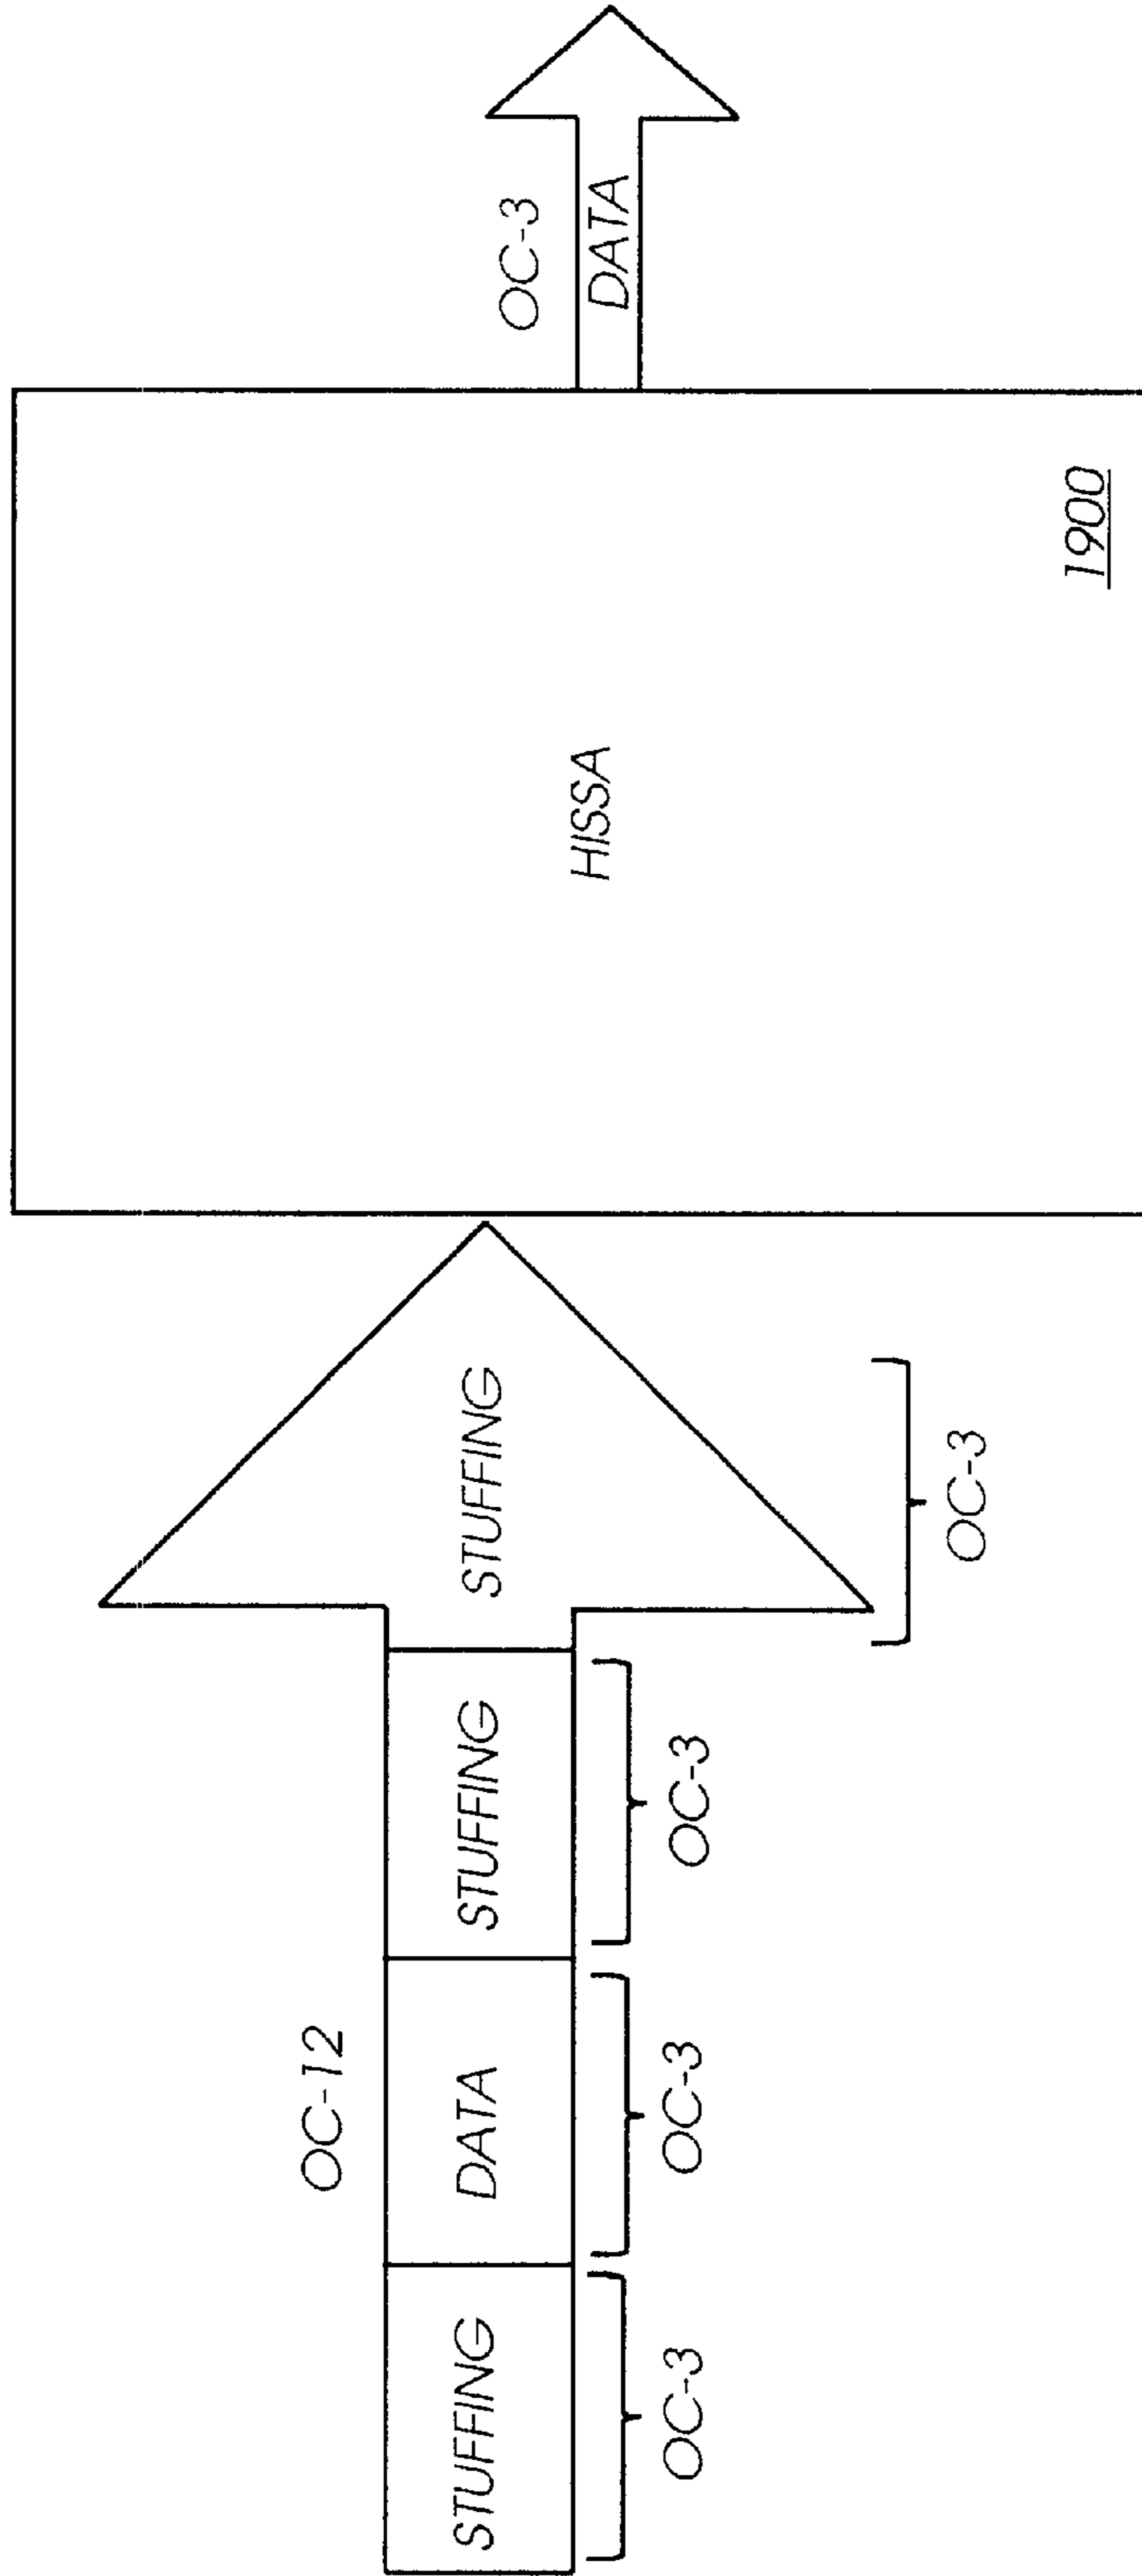 OC-12
STUFFING
DATA
STUFFING
STUFFING
OC-3
OC-3
OC-3
OC-3
HISSA
1900
OC-3
DATA